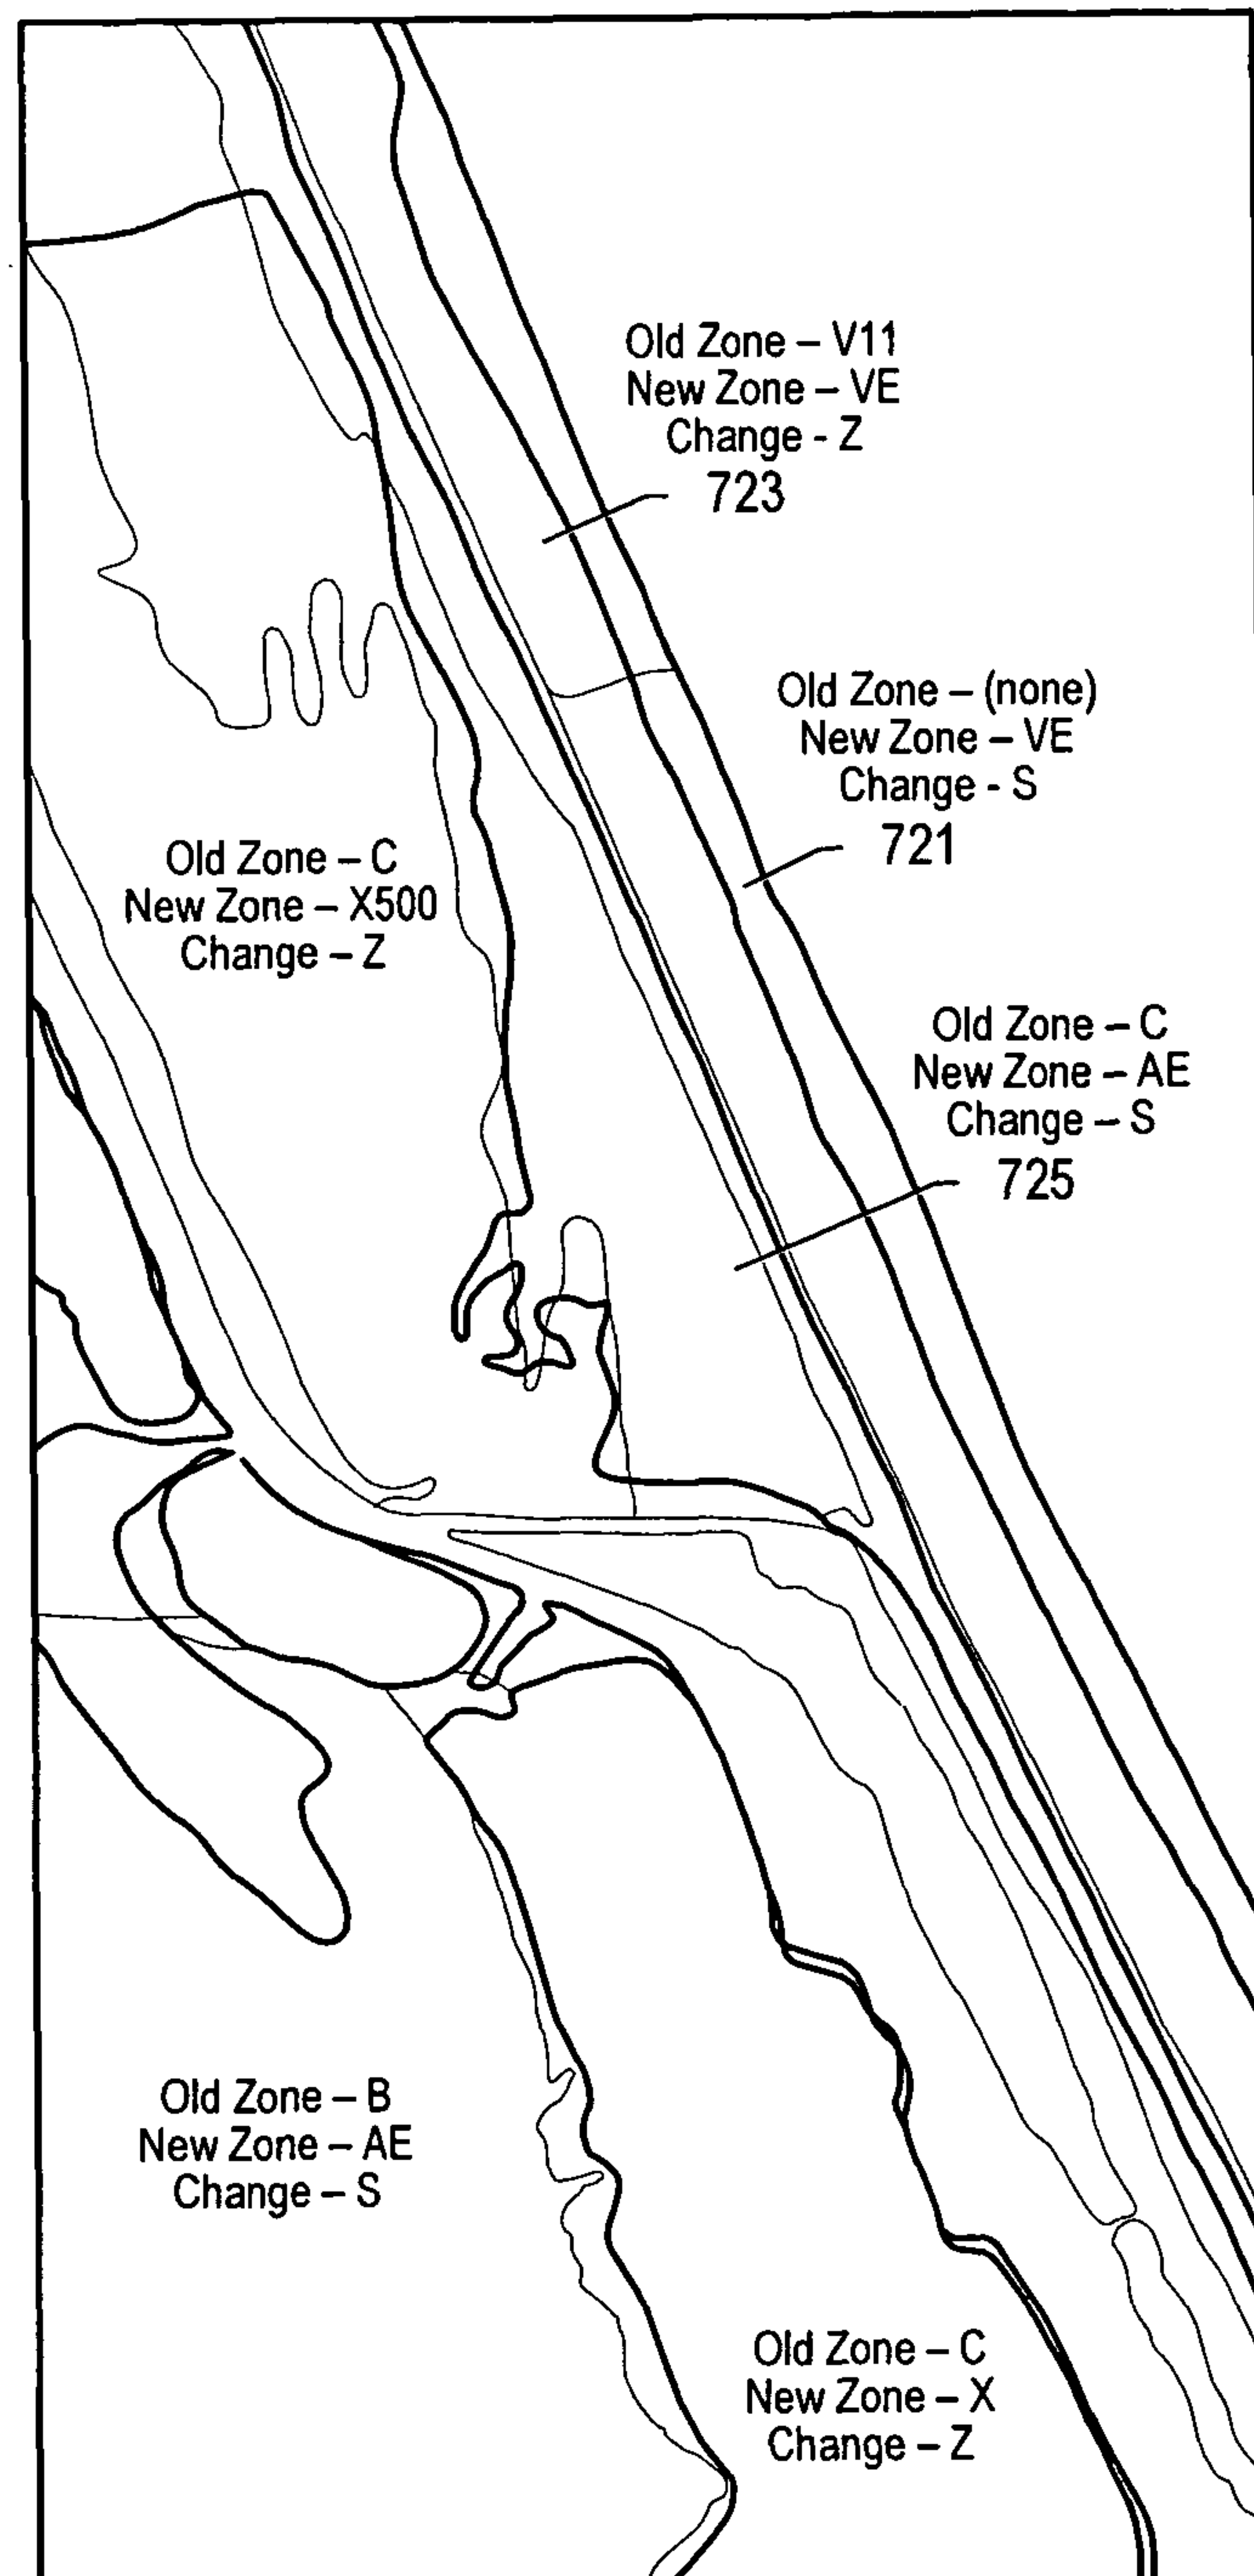 Old Zone – V11
New Zone – VE
Change - Z
723
Old Zone – (none)
New Zone – VE
Change - S
721
Old Zone – C
New Zone – X500
Change – Z
Old Zone – C
New Zone – AE
Change – S
725
Old Zone – B
New Zone – AE
Change – S
Old Zone – C
New Zone – X
Change – Z